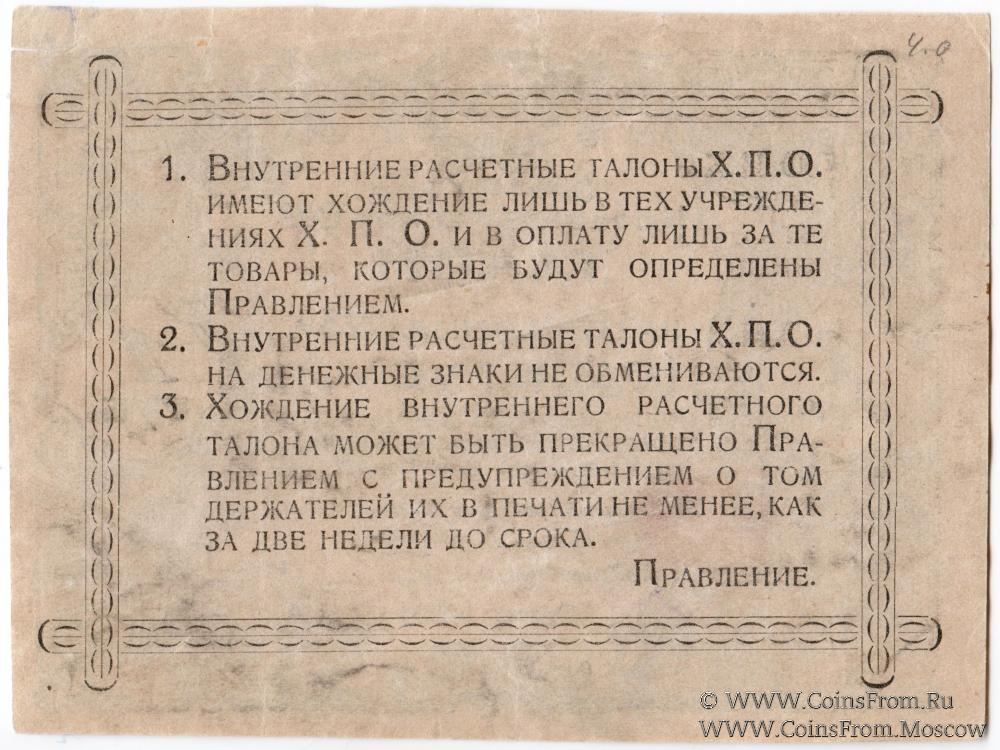 4.0
1. Внутренние расчетные талоны Х.П.О.
имеют хождение лишь в тех учрежде-
ниях Х. П. О. и в оплату лишь за те
товары, которые будут определены
Правлением.
2. Внутренние расчетные талоны Х.П.О.
на денежные знаки не обмениваются.
3. Хождение внутреннего расчетного
талона может быть прекращено Пра-
влением с предупреждением о том
держателей их в печати не менее, как
за две недели до срока.
Правление.
© WWW.CoinsFrom.Ru
WWW.CoinsFrom.Moscow